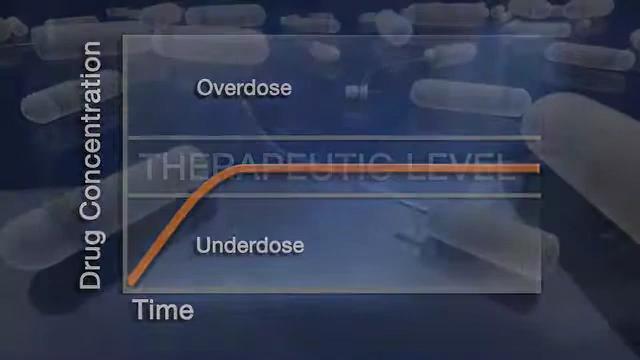 Drug Concentration
Overdose
THERAPEUTIC LEVEL
Underdose
Time